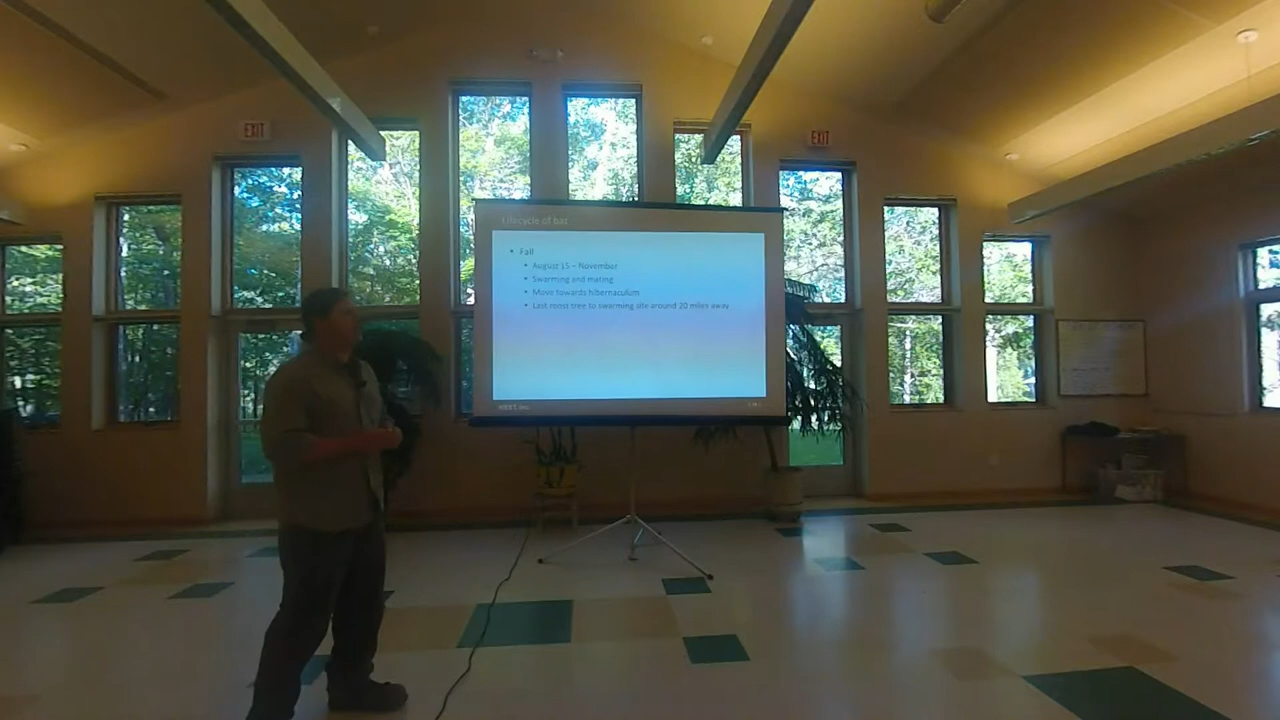 EXIT
EXIT
Lifecycle of bat
Fall
August 15 – November
Swarming and mating
Move towards hibernaculum
Last roost tree to swarming site around 20 miles away